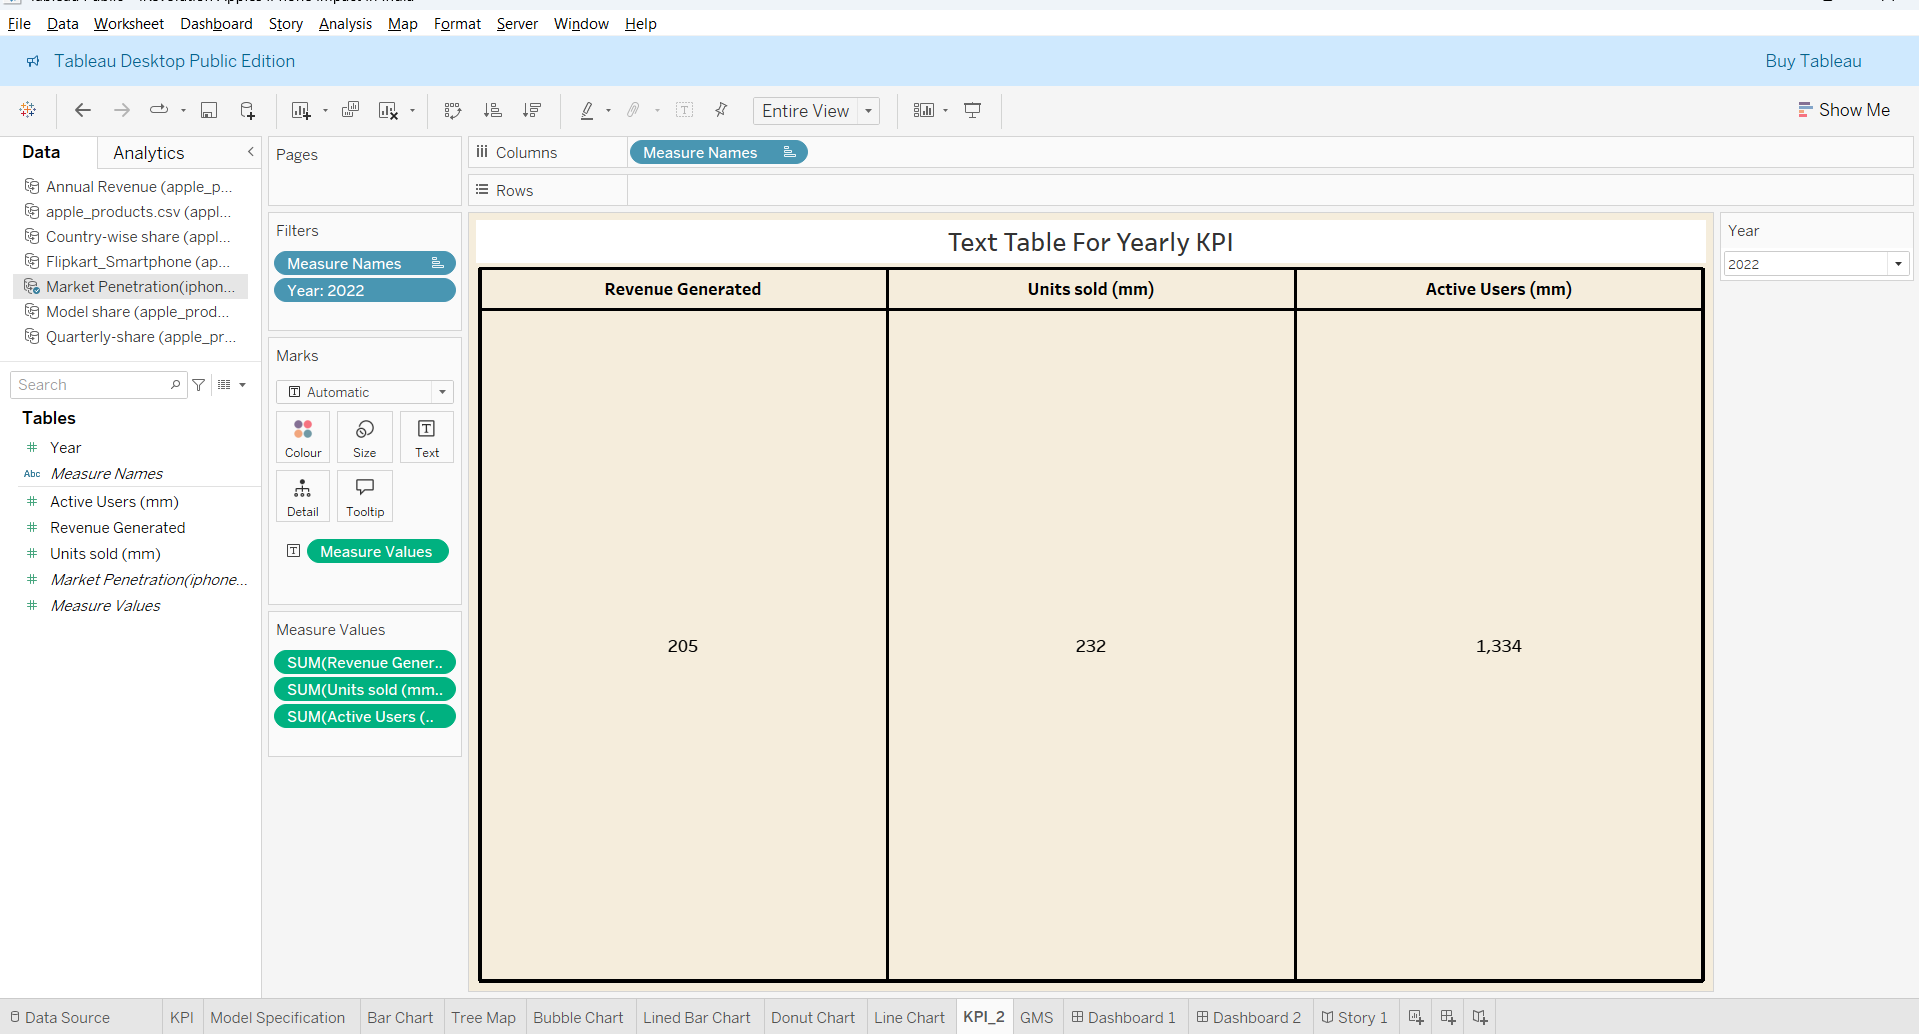 File Data Worksheet Dashboard Story Analysis Map Format Server Window Help
Tableau Desktop Public Edition
Buy Tableau
Entire View
Show Me
Data
Analytics
Annual Revenue (apple_p...
apple_products.csv (appl...
Country-wise share (appl...
Flipkart_Smartphone (ap...
Market Penetration(iphon...
Model share (apple_prod...
Quarterly-share (apple_pr...
Search
Tables
Year
Abc Measure Names
Active Users (mm)
Revenue Generated
Units sold (mm)
Market Penetration(iphone...
Measure Values
Pages
Filters
Measure Names
Year: 2022
Marks
T Automatic
Colour
Size
T
Text
Detail
Tooltip
T Measure Values
Measure Values
SUM(Revenue Gener..
SUM(Units sold (mm..
SUM(Active Users (..
Columns
Measure Names
Rows
Text Table For Yearly KPI
Revenue Generated Units sold (mm) Active Users (mm)
205 232 1,334
Year
2022
Data Source KPI Model Specification Bar Chart Tree Map Bubble Chart Lined Bar Chart Donut Chart Line Chart KPI_2 GMS Dashboard 1 Dashboard 2 Story 1